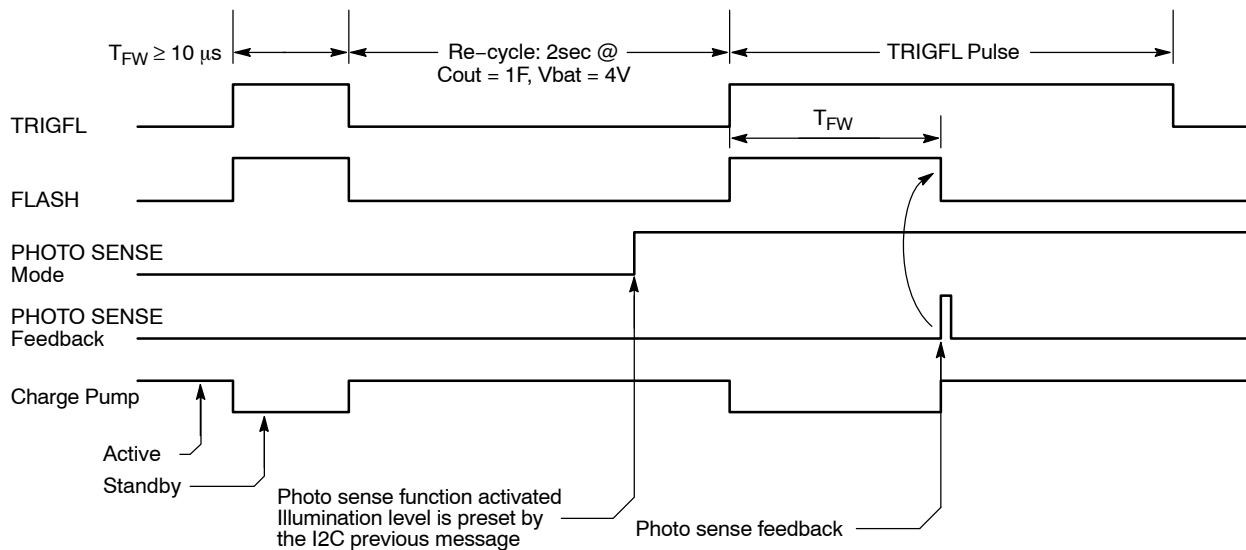 T_FW ≥ 10 μs
Re−cycle: 2sec @
Cout = 1F, Vbat = 4V
TRIGFL Pulse
TRIGFL
T_FW
FLASH
PHOTO SENSE
Mode
PHOTO SENSE
Feedback
Charge Pump
Active
Standby
Photo sense function activated
Illumination level is preset by
the I2C previous message
Photo sense feedback